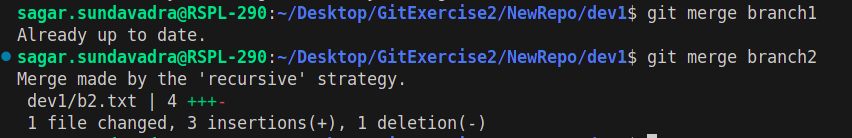 sagar.sundavadra@RSPL-290:~/Desktop/GitExercise2/NewRepo/dev1$ git merge branch1
Already up to date.
sagar.sundavadra@RSPL-290:~/Desktop/GitExercise2/NewRepo/dev1$ git merge branch2
Merge made by the 'recursive' strategy.
 dev1/b2.txt | 4 +++-
 1 file changed, 3 insertions(+), 1 deletion(-)